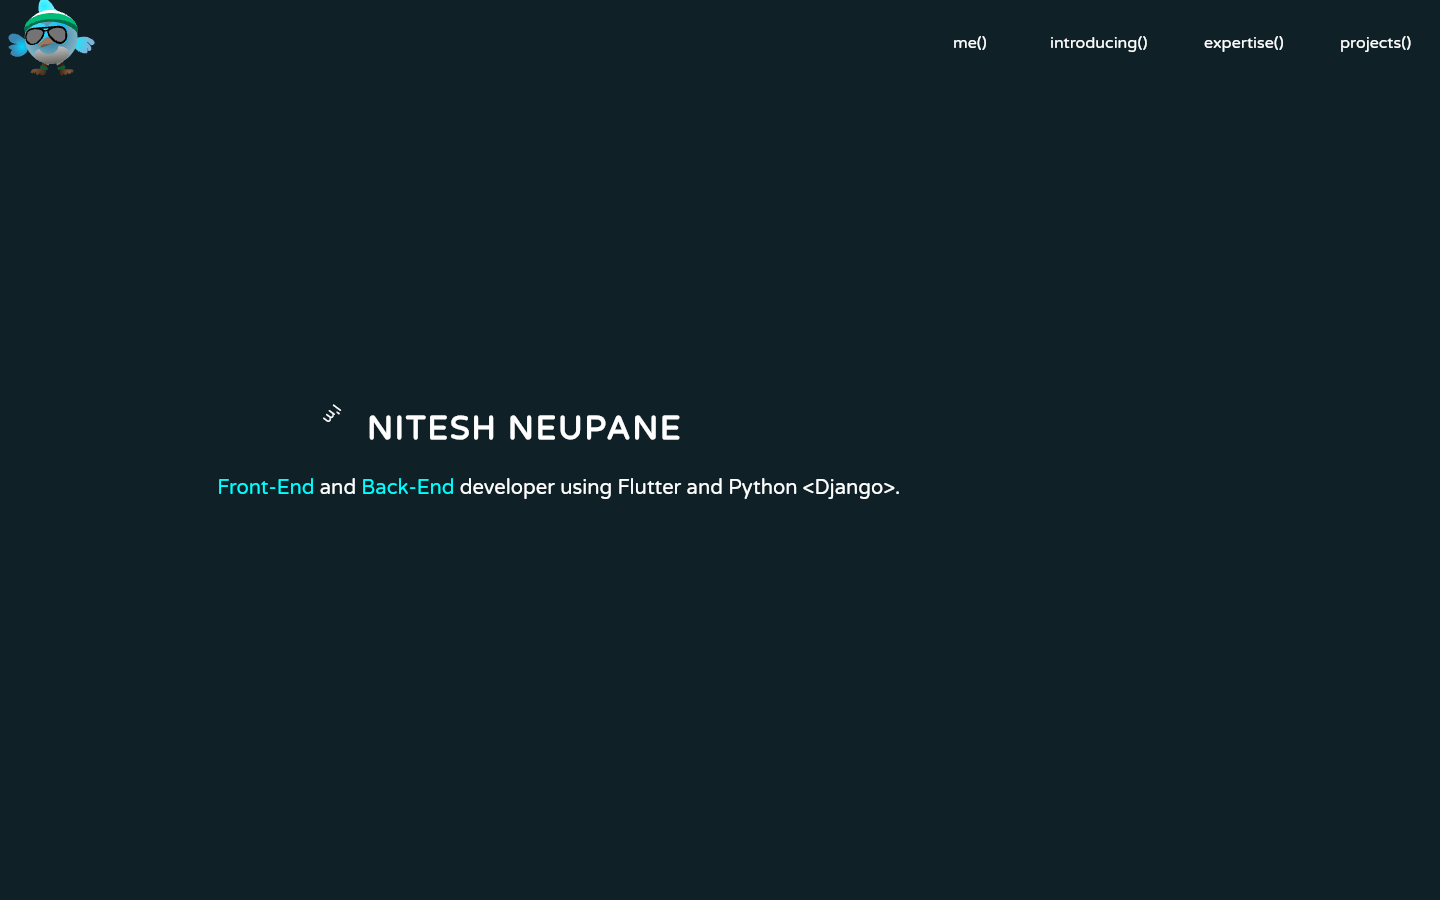 me()
introducing()
expertise()
projects()
i'm
NITESH NEUPANE
Front-End and Back-End developer using Flutter and Python <Django>.